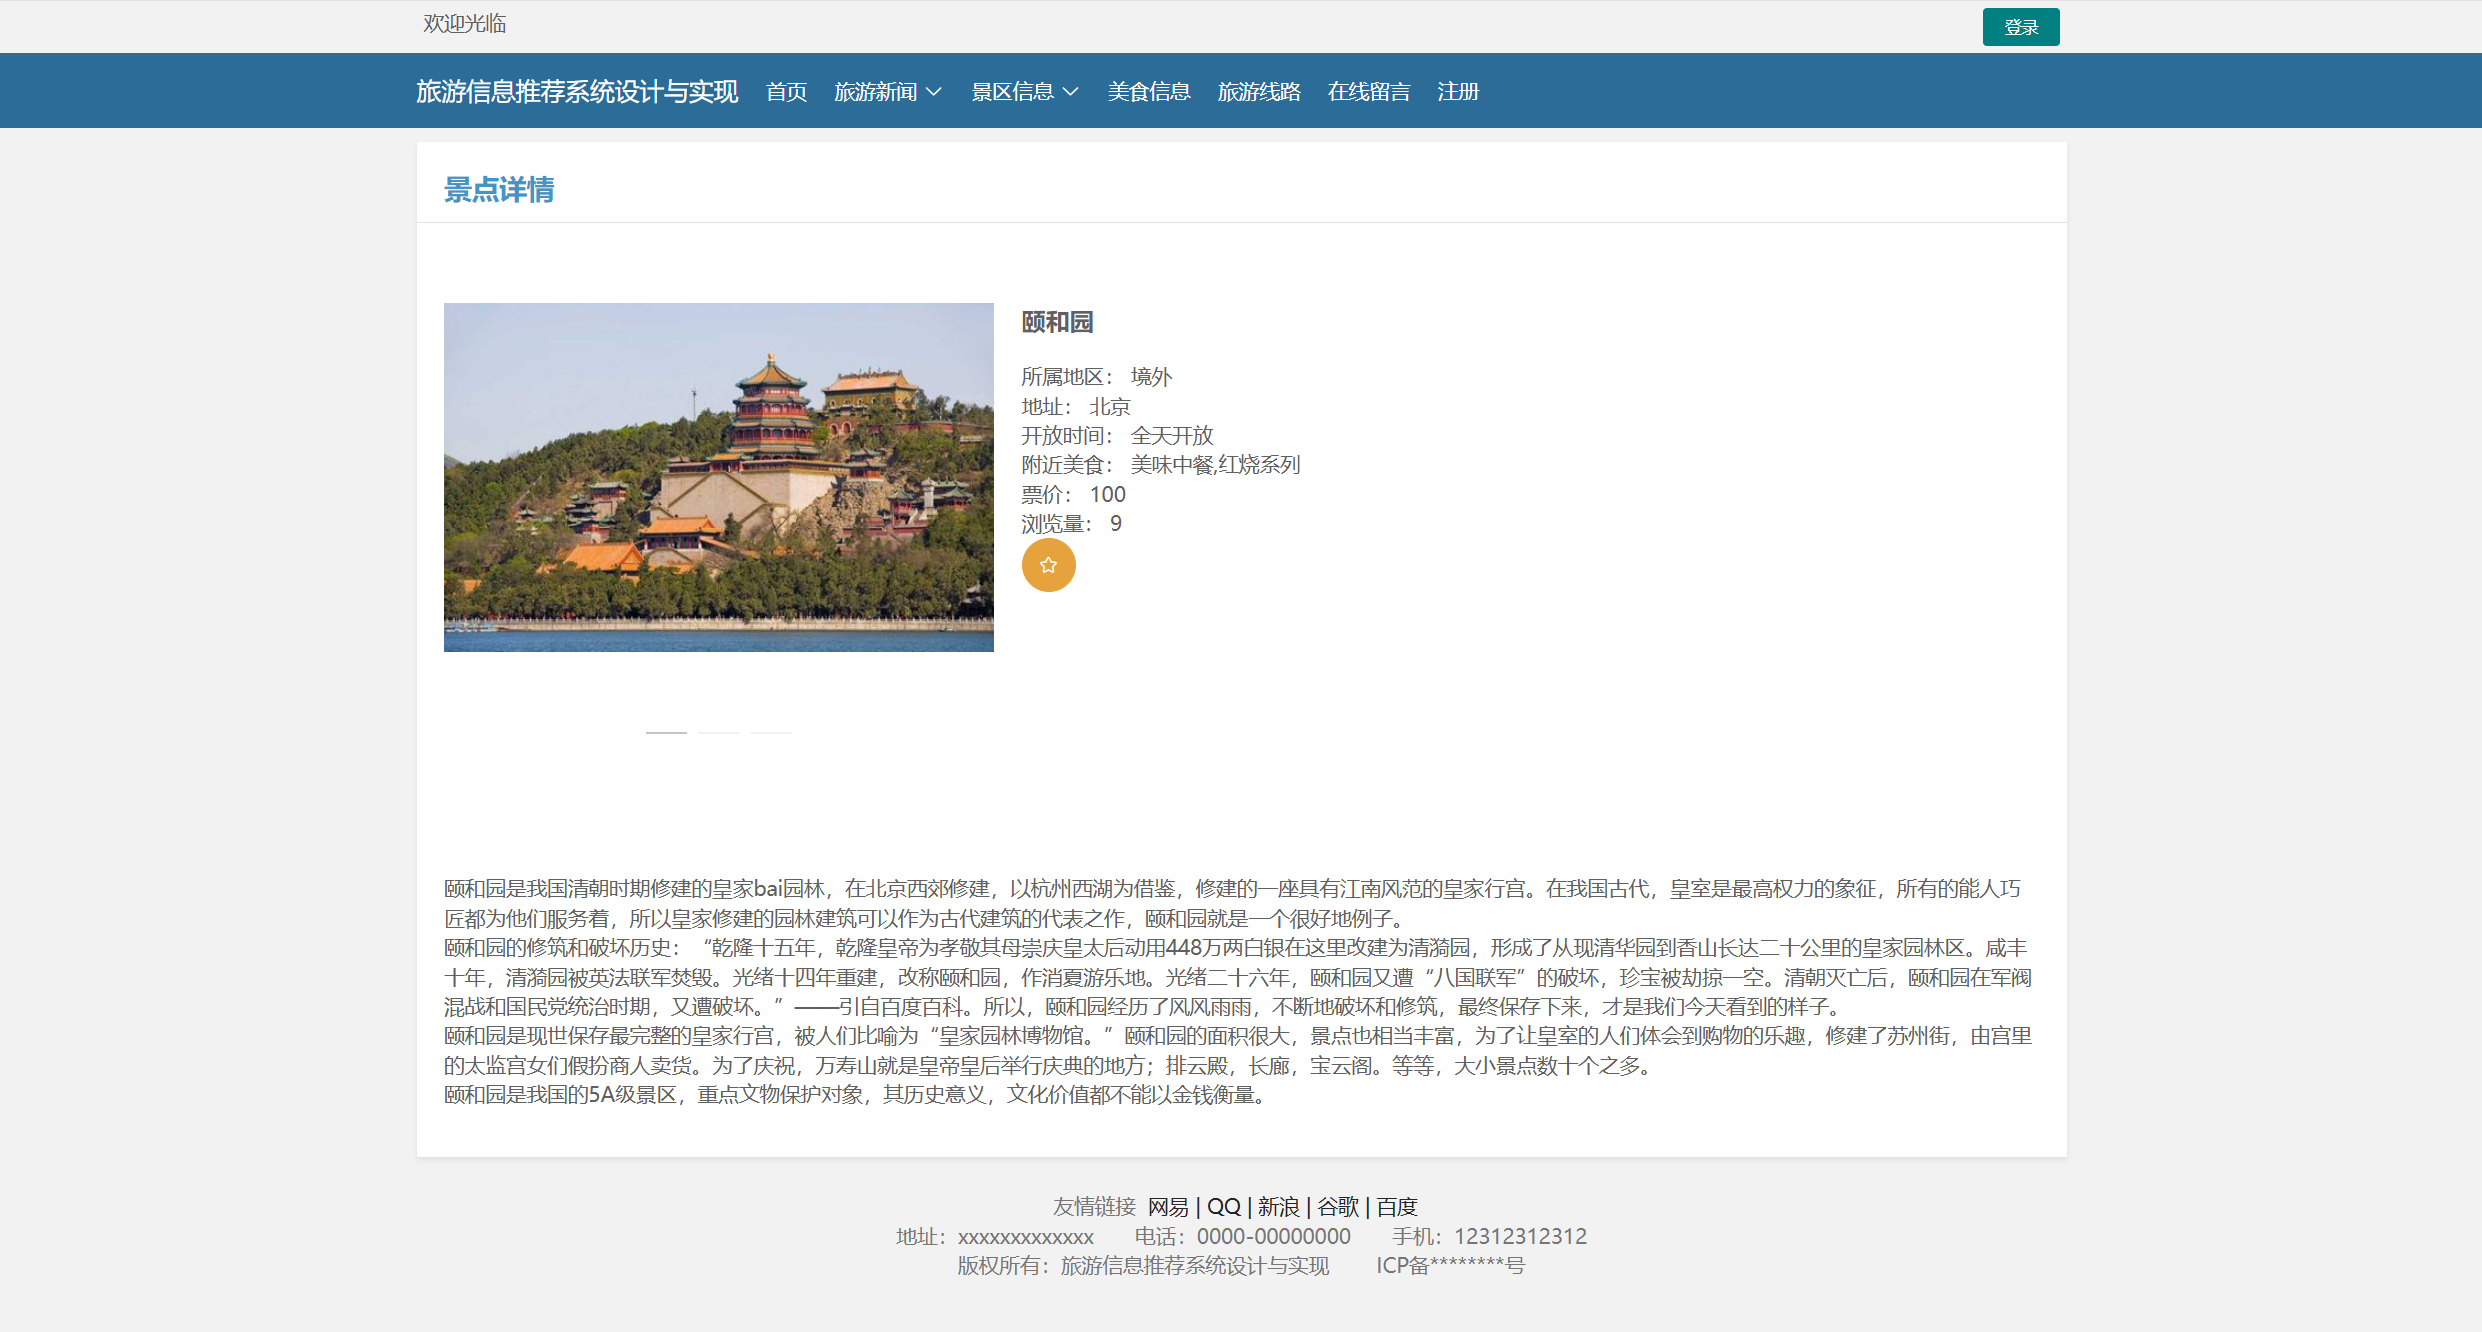 欢迎光临
登录
旅游信息推荐系统设计与实现 首页 旅游新闻 景区信息 美食信息 旅游线路 在线留言 注册
景点详情
颐和园
所属地区： 境外
地址： 北京
开放时间： 全天开放
附近美食： 美味中餐,红烧系列
票价： 100
浏览量： 9
颐和园是我国清朝时期修建的皇家bai园林，在北京西郊修建，以杭州西湖为借鉴，修建的一座具有江南风范的皇家行宫。在我国古代，皇室是最高权力的象征，所有的能人巧
匠都为他们服务着，所以皇家修建的园林建筑可以作为古代建筑的代表之作，颐和园就是一个很好地例子。
颐和园的修筑和破坏历史：“乾隆十五年，乾隆皇帝为孝敬其母崇庆皇太后动用448万两白银在这里改建为清漪园，形成了从现清华园到香山长达二十公里的皇家园林区。咸丰
十年，清漪园被英法联军焚毁。光绪十四年重建，改称颐和园，作消夏游乐地。光绪二十六年，颐和园又遭“八国联军”的破坏，珍宝被劫掠一空。清朝灭亡后，颐和园在军阀
混战和国民党统治时期，又遭破坏。”——引自百度百科。所以，颐和园经历了风风雨雨，不断地破坏和修筑，最终保存下来，才是我们今天看到的样子。
颐和园是现世保存最完整的皇家行宫，被人们比喻为“皇家园林博物馆。”颐和园的面积很大，景点也相当丰富，为了让皇室的人们体会到购物的乐趣，修建了苏州街，由宫里
的太监宫女们假扮商人卖货。为了庆祝，万寿山就是皇帝皇后举行庆典的地方；排云殿，长廊，宝云阁。等等，大小景点数十个之多。
颐和园是我国的5A级景区，重点文物保护对象，其历史意义，文化价值都不能以金钱衡量。
友情链接 网易 | QQ | 新浪 | 谷歌 | 百度
地址：xxxxxxxxxxxxx 电话：0000-00000000 手机：12312312312
版权所有：旅游信息推荐系统设计与实现 ICP备********号